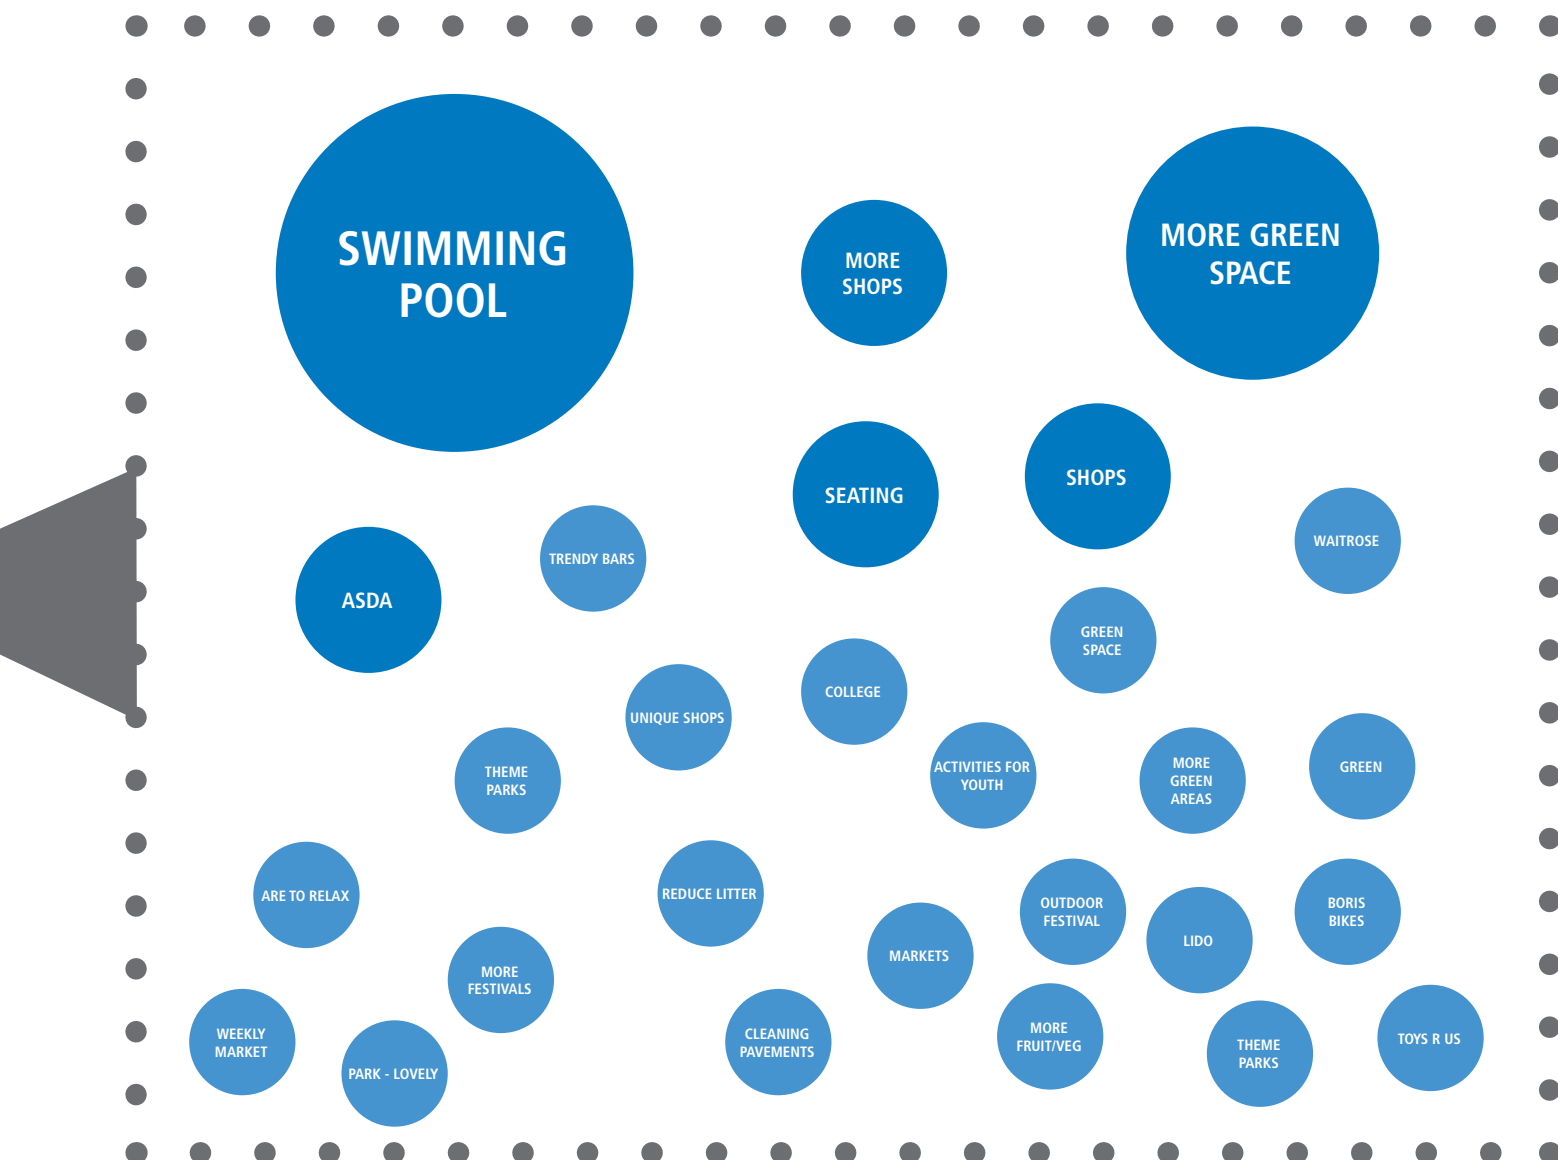 SWIMMING
POOL
MORE
SHOPS
MORE GREEN
SPACE
SEATING
SHOPS
ASDA
TRENDY BARS
WAITROSE
GREEN
SPACE
COLLEGE
UNIQUE SHOPS
THEME
PARKS
ACTIVITIES FOR
YOUTH
MORE
GREEN
AREAS
GREEN
ARE TO RELAX
REDUCE LITTER
OUTDOOR
FESTIVAL
BORIS
BIKES
LIDO
MARKETS
MORE
FESTIVALS
WEEKLY
MARKET
PARK - LOVELY
CLEANING
PAVEMENTS
MORE
FRUIT/VEG
THEME
PARKS
TOYS R US